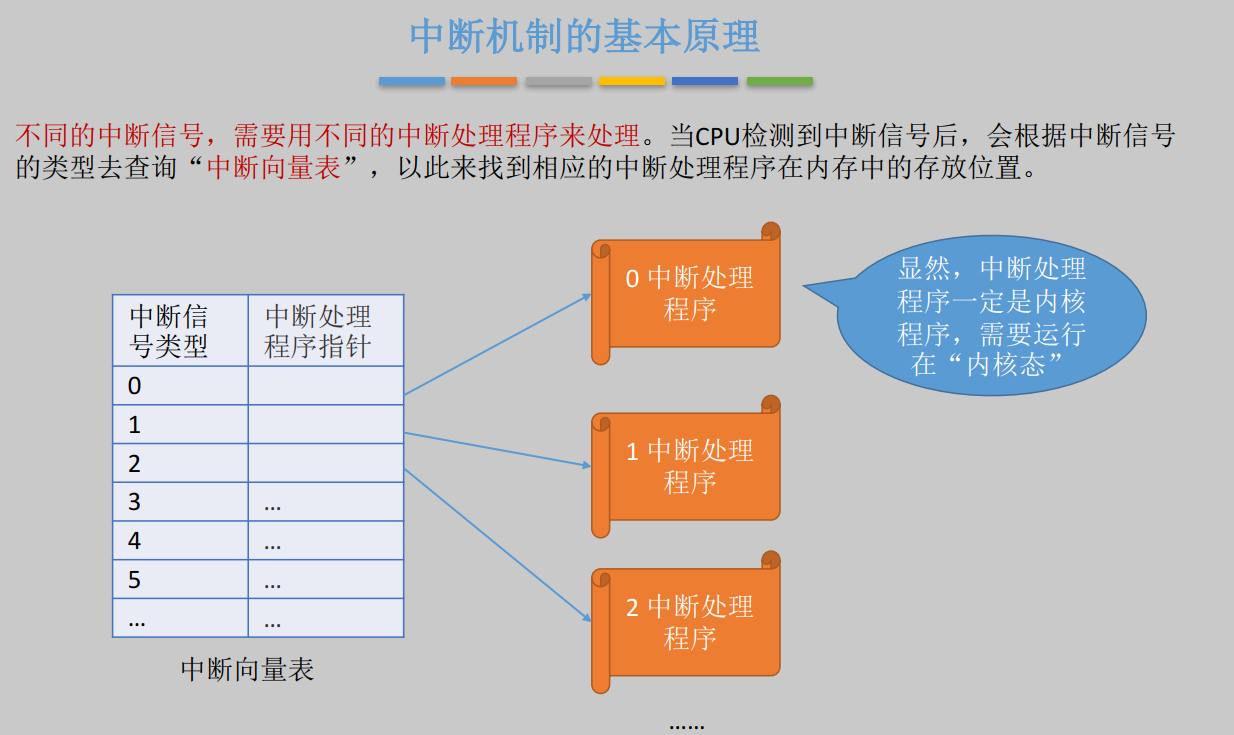 中断机制的基本原理
不同的中断信号，需要用不同的中断处理程序来处理。当CPU检测到中断信号后，会根据中断信号
的类型去查询“中断向量表”，以此来找到相应的中断处理程序在内存中的存放位置。
中断信
号类型
中断处理
程序指针
0
1
2
3 …
4 …
5 …
… …
中断向量表
0 中断处理
程序
1 中断处理
程序
2 中断处理
程序
……
显然，中断处理
程序一定是内核
程序，需要运行
在“内核态”